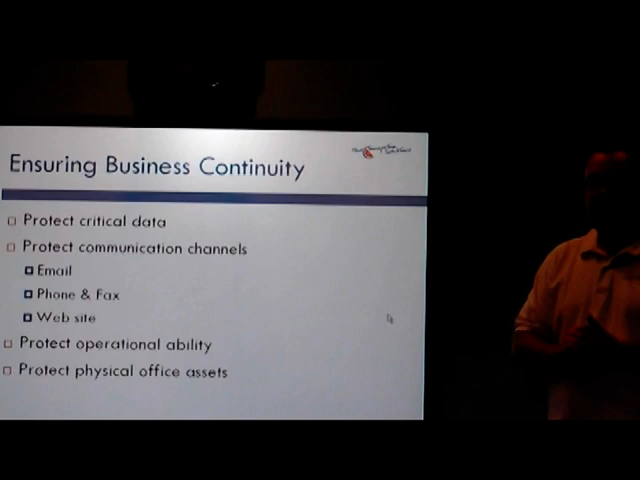 Ensuring Business Continuity
Protect critical data
Protect communication channels
Email
Phone & Fax
Web site
Protect operational ability
Protect physical office assets